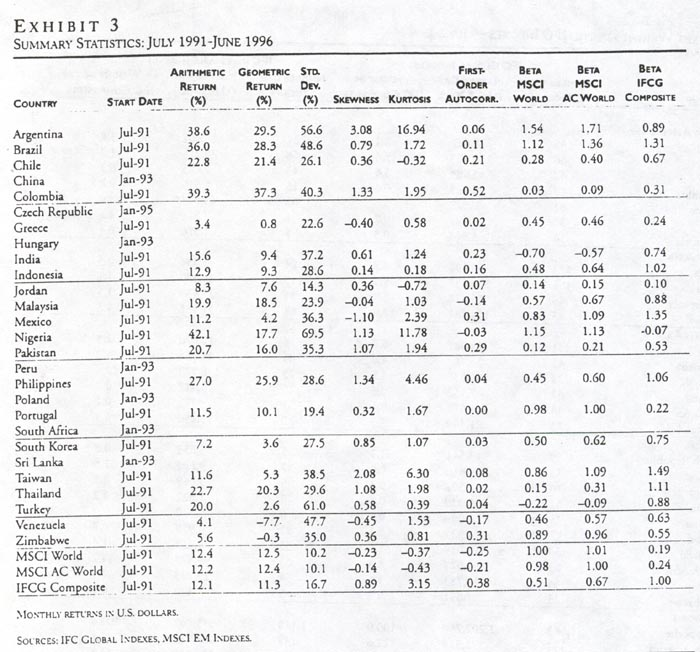 EXHIBIT 3
SUMMARY STATISTICS: JULY 1991-JUNE 1996
ARITHMETIC GEOMETRIC STD. FIRST- BETA BETA BETA
RETURN RETURN DEV. ORDER MSCI MSCI IFCG
COUNTRY START DATE (%) (%) (%) SKEWNESS KURTOSIS AUTOCORR. WORLD AC WORLD COMPOSITE
Argentina Jul-91 38.6 29.5 56.6 3.08 16.94 0.06 1.54 1.71 0.89
Brazil Jul-91 36.0 28.3 48.6 0.79 1.72 0.11 1.12 1.36 1.31
Chile Jul-91 22.8 21.4 26.1 0.36 −0.32 0.21 0.28 0.40 0.67
China Jan-93
Colombia Jul-91 39.3 37.3 40.3 1.33 1.95 0.52 0.03 0.09 0.31
Czech Republic Jan-95
Greece Jul-91 3.4 0.8 22.6 −0.40 0.58 0.02 0.45 0.46 0.24
Hungary Jan-93
India Jul-91 15.6 9.4 37.2 0.61 1.24 0.23 −0.70 −0.57 0.74
Indonesia Jul-91 12.9 9.3 28.6 0.14 0.18 0.16 0.48 0.64 1.02
Jordan Jul-91 8.3 7.6 14.3 0.36 −0.72 0.07 0.14 0.15 0.10
Malaysia Jul-91 19.9 18.5 23.9 −0.04 1.03 −0.14 0.57 0.67 0.88
Mexico Jul-91 11.2 4.2 36.3 −1.10 2.39 0.31 0.83 1.09 1.35
Nigeria Jul-91 42.1 17.7 69.5 1.13 11.78 −0.03 1.15 1.13 -0.07
Pakistan Jul-91 20.7 16.0 35.3 1.07 1.94 0.29 0.12 0.21 0.53
Peru Jan-93
Philippines Jul-91 27.0 25.9 28.6 1.34 4.46 0.04 0.45 0.60 1.06
Poland Jan-93
Portugal Jul-91 11.5 10.1 19.4 0.32 1.67 0.00 0.98 1.00 0.22
South Africa Jan-93
South Korea Jul-91 7.2 3.6 27.5 0.85 1.07 0.03 0.50 0.62 0.75
Sri Lanka Jan-93
Taiwan Jul-91 11.6 5.3 38.5 2.08 6.30 0.08 0.86 1.09 1.49
Thailand Jul-91 22.7 20.3 29.6 1.08 1.98 0.02 0.15 0.31 1.11
Turkey Jul-91 20.0 2.6 61.0 0.58 0.39 0.04 −0.22 −0.09 0.88
Venezuela Jul-91 4.1 −7.7 47.7 −0.45 1.53 −0.17 0.46 0.57 0.63
Zimbabwe Jul-91 5.6 −0.3 35.0 0.36 0.81 0.31 0.89 0.96 0.55
MSCI World Jul-91 12.4 12.5 10.2 −0.23 −0.37 −0.25 1.00 1.01 0.19
MSCI AC World Jul-91 12.2 12.4 10.1 −0.14 −0.43 −0.21 0.98 1.00 0.24
IFCG Composite Jul-91 12.1 11.3 16.7 0.89 3.15 0.38 0.51 0.67 1.00
MONTHLY RETURNS IN U.S. DOLLARS.
SOURCES: IFC GLOBAL INDEXES, MSCI EM INDEXES.